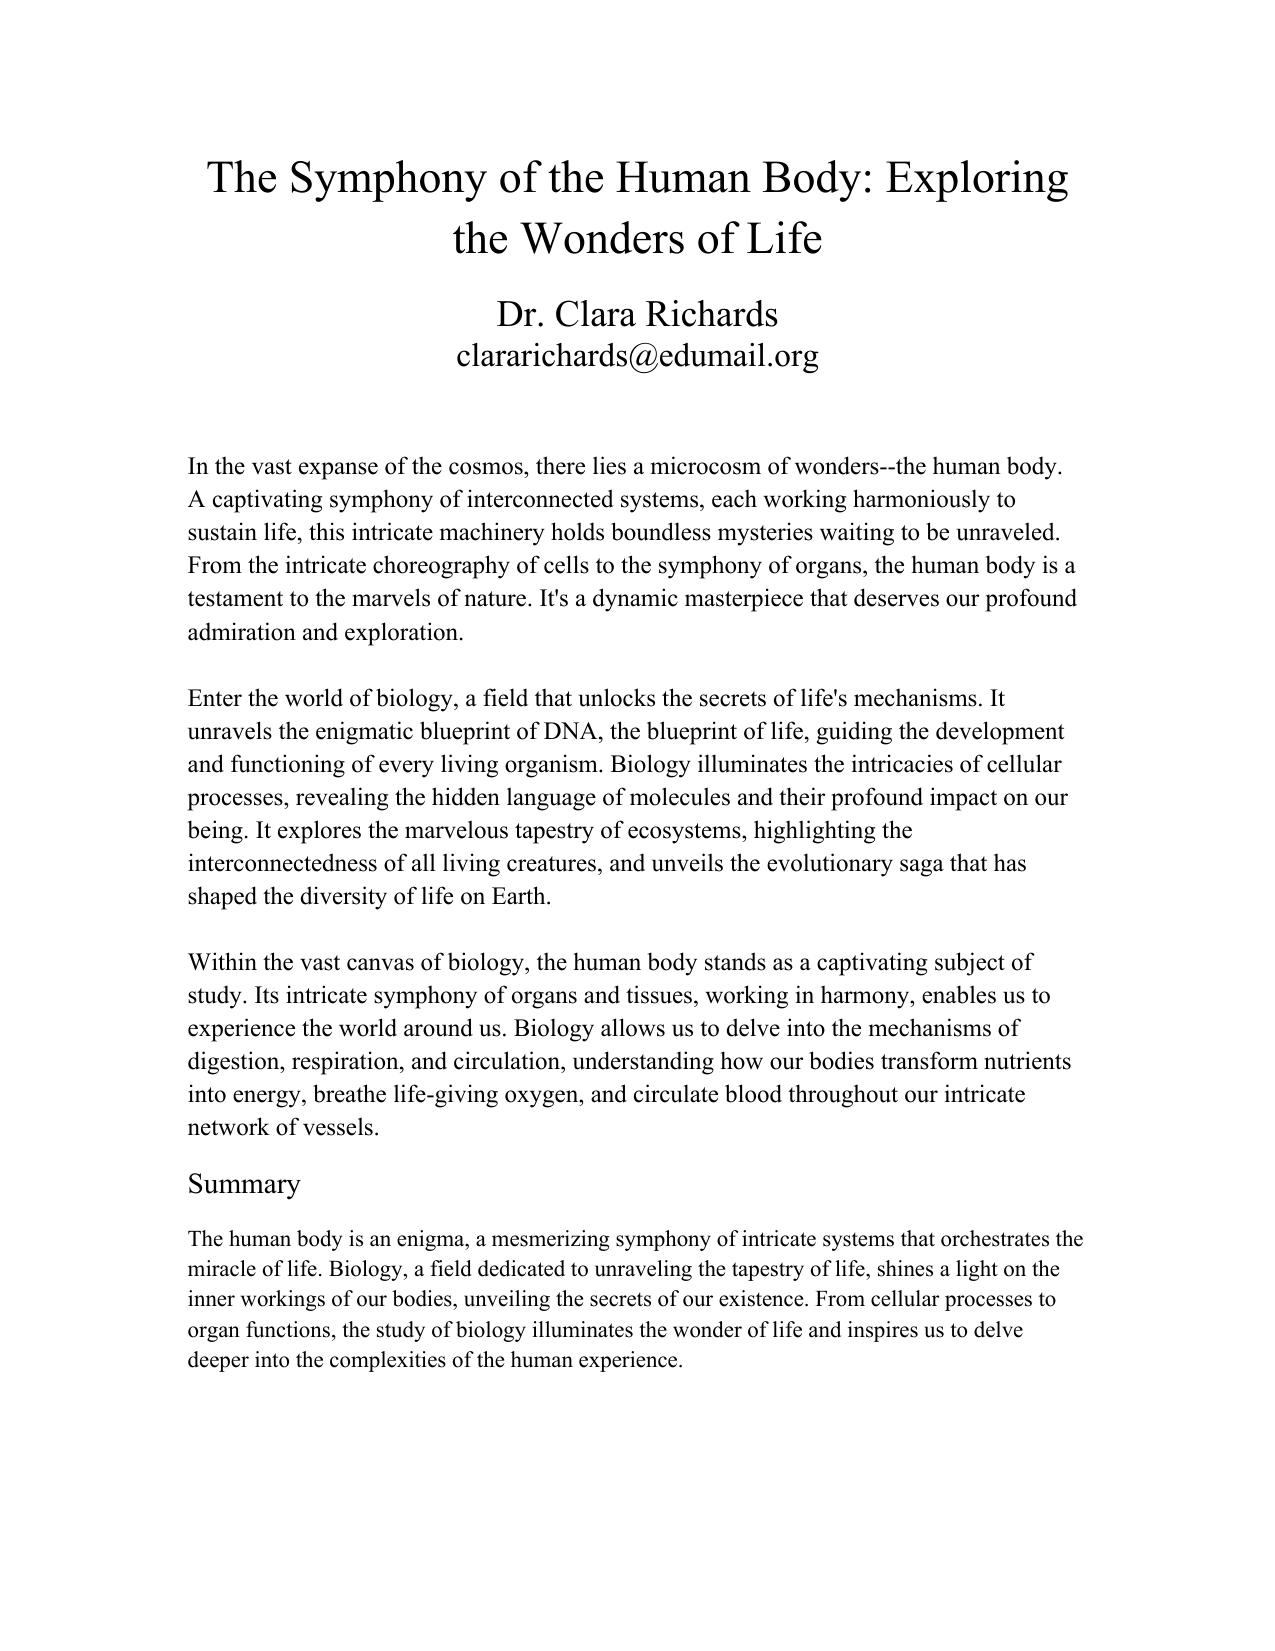 The Symphony of the Human Body: Exploring
the Wonders of Life
Dr. Clara Richards
clararichards@edumail.org
In the vast expanse of the cosmos, there lies a microcosm of wonders--the human body.
A captivating symphony of interconnected systems, each working harmoniously to
sustain life, this intricate machinery holds boundless mysteries waiting to be unraveled.
From the intricate choreography of cells to the symphony of organs, the human body is a
testament to the marvels of nature. It's a dynamic masterpiece that deserves our profound
admiration and exploration.
Enter the world of biology, a field that unlocks the secrets of life's mechanisms. It
unravels the enigmatic blueprint of DNA, the blueprint of life, guiding the development
and functioning of every living organism. Biology illuminates the intricacies of cellular
processes, revealing the hidden language of molecules and their profound impact on our
being. It explores the marvelous tapestry of ecosystems, highlighting the
interconnectedness of all living creatures, and unveils the evolutionary saga that has
shaped the diversity of life on Earth.
Within the vast canvas of biology, the human body stands as a captivating subject of
study. Its intricate symphony of organs and tissues, working in harmony, enables us to
experience the world around us. Biology allows us to delve into the mechanisms of
digestion, respiration, and circulation, understanding how our bodies transform nutrients
into energy, breathe life-giving oxygen, and circulate blood throughout our intricate
network of vessels.
Summary
The human body is an enigma, a mesmerizing symphony of intricate systems that orchestrates the
miracle of life. Biology, a field dedicated to unraveling the tapestry of life, shines a light on the
inner workings of our bodies, unveiling the secrets of our existence. From cellular processes to
organ functions, the study of biology illuminates the wonder of life and inspires us to delve
deeper into the complexities of the human experience.